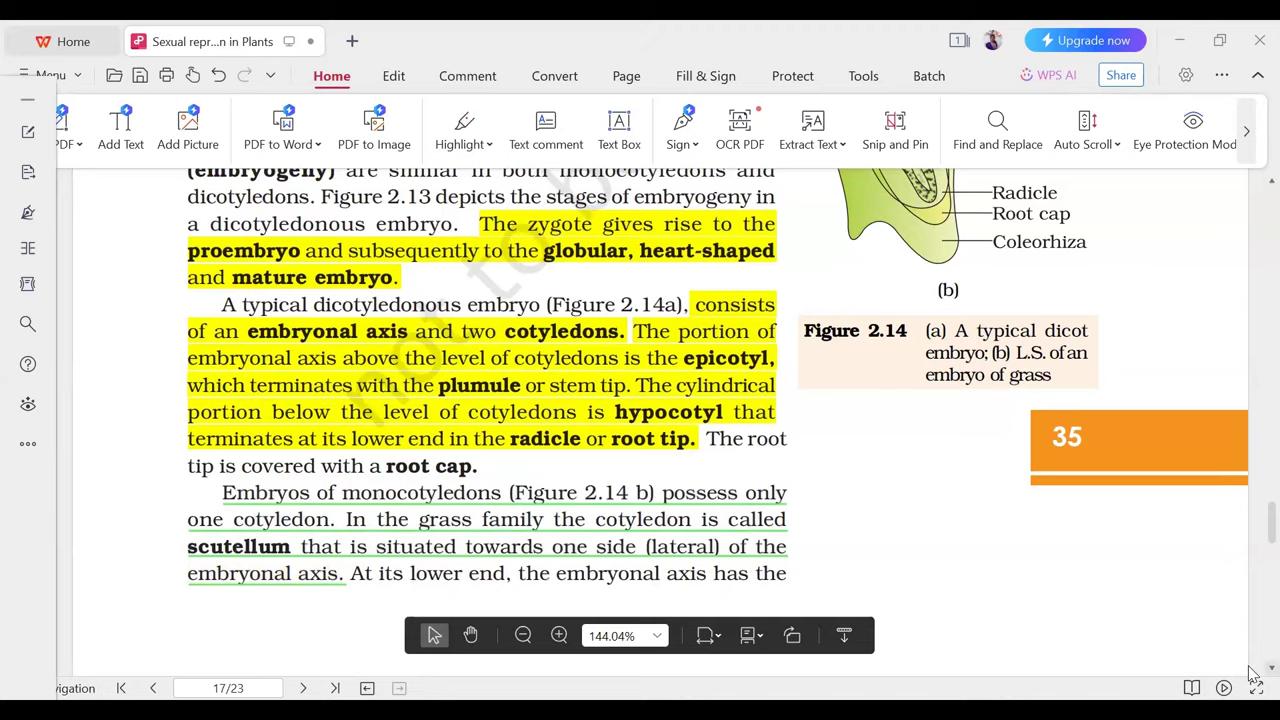 Home
Sexual repr...n in Plants
1
Upgrade now
Menu
Home
Edit
Comment
Convert
Page
Fill & Sign
Protect
Tools
Batch
WPS AI
Share
PDF
Add Text
Add Picture
PDF to Word
PDF to Image
Highlight
Text comment
Text Box
Sign
OCR PDF
Extract Text
Snip and Pin
Find and Replace
Auto Scroll
Eye Protection Mod
(embryogeny) are similar in both monocotyledons and
dicotyledons. Figure 2.13 depicts the stages of embryogeny in
a dicotyledonous embryo. The zygote gives rise to the
proembryo and subsequently to the globular, heart-shaped
and mature embryo.
A typical dicotyledonous embryo (Figure 2.14a), consists
of an embryonal axis and two cotyledons. The portion of
embryonal axis above the level of cotyledons is the epicotyl,
which terminates with the plumule or stem tip. The cylindrical
portion below the level of cotyledons is hypocotyl that
terminates at its lower end in the radicle or root tip. The root
tip is covered with a root cap.
Embryos of monocotyledons (Figure 2.14 b) possess only
one cotyledon. In the grass family the cotyledon is called
scutellum that is situated towards one side (lateral) of the
embryonal axis. At its lower end, the embryonal axis has the
not to b
Radicle
Root cap
Coleorhiza
(b)
Figure 2.14 (a) A typical dicot
embryo; (b) L.S. of an
embryo of grass
35
144.04%
vigation
17/23